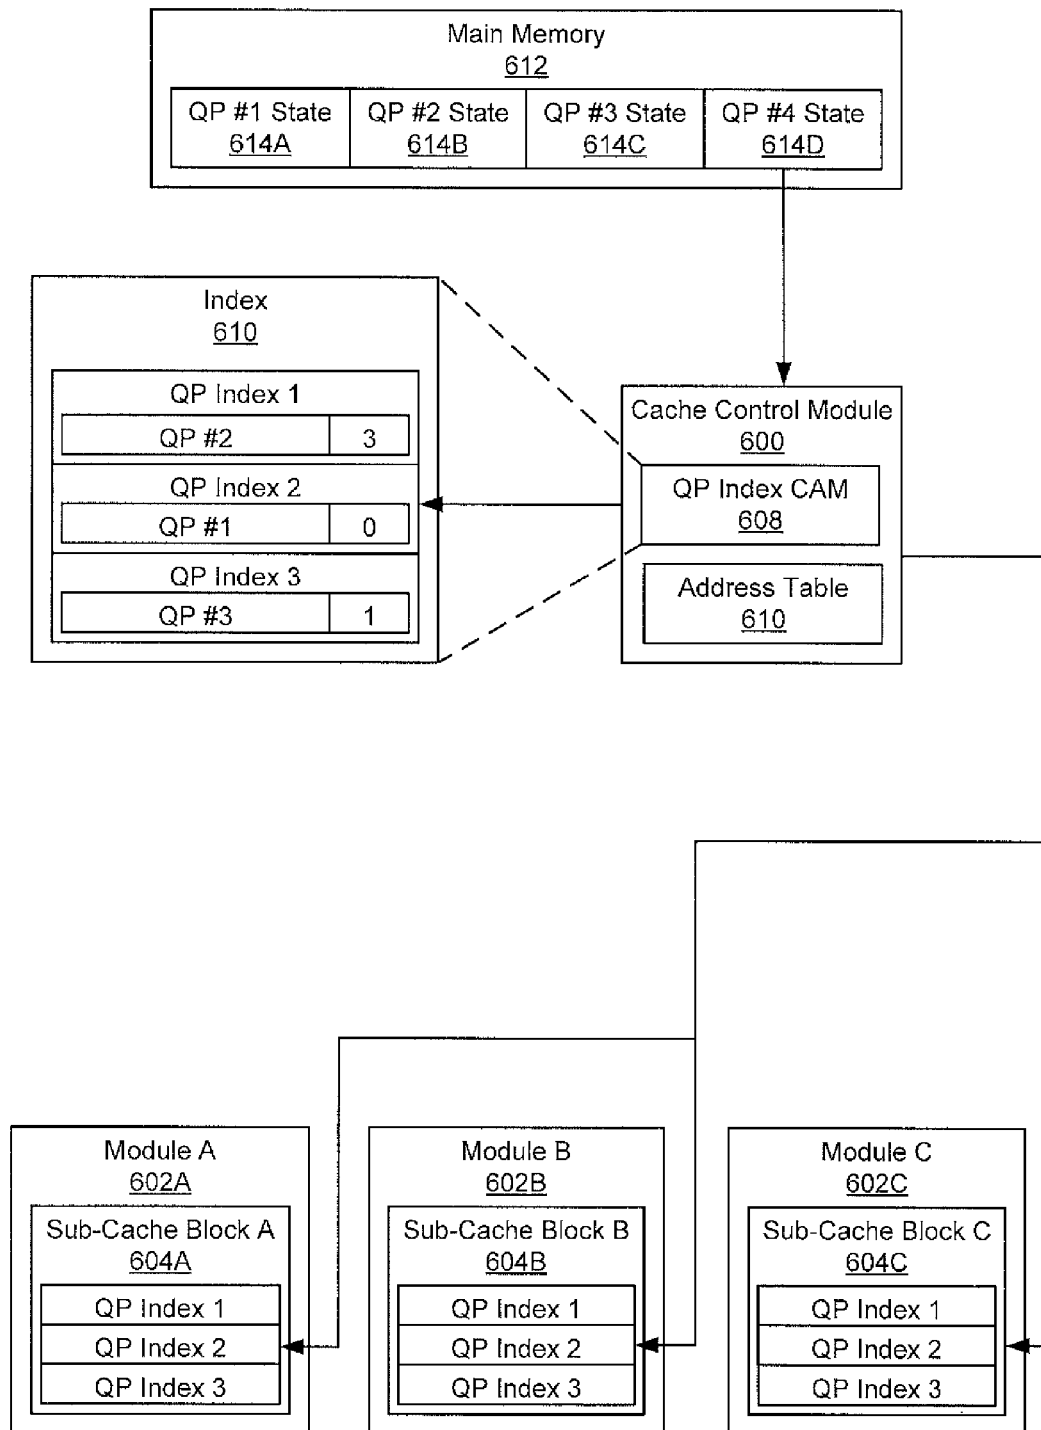 Main Memory
612
QP #1 State
614A
QP #2 State
614B
QP #3 State
614C
QP #4 State
614D
Index
610
QP Index 1
QP #2 3
QP Index 2
QP #1 0
QP Index 3
QP #3 1
Cache Control Module
600
QP Index CAM
608
Address Table
610
Module A
602A
Sub-Cache Block A
604A
QP Index 1
QP Index 2
QP Index 3
Module B
602B
Sub-Cache Block B
604B
QP Index 1
QP Index 2
QP Index 3
Module C
602C
Sub-Cache Block C
604C
QP Index 1
QP Index 2
QP Index 3